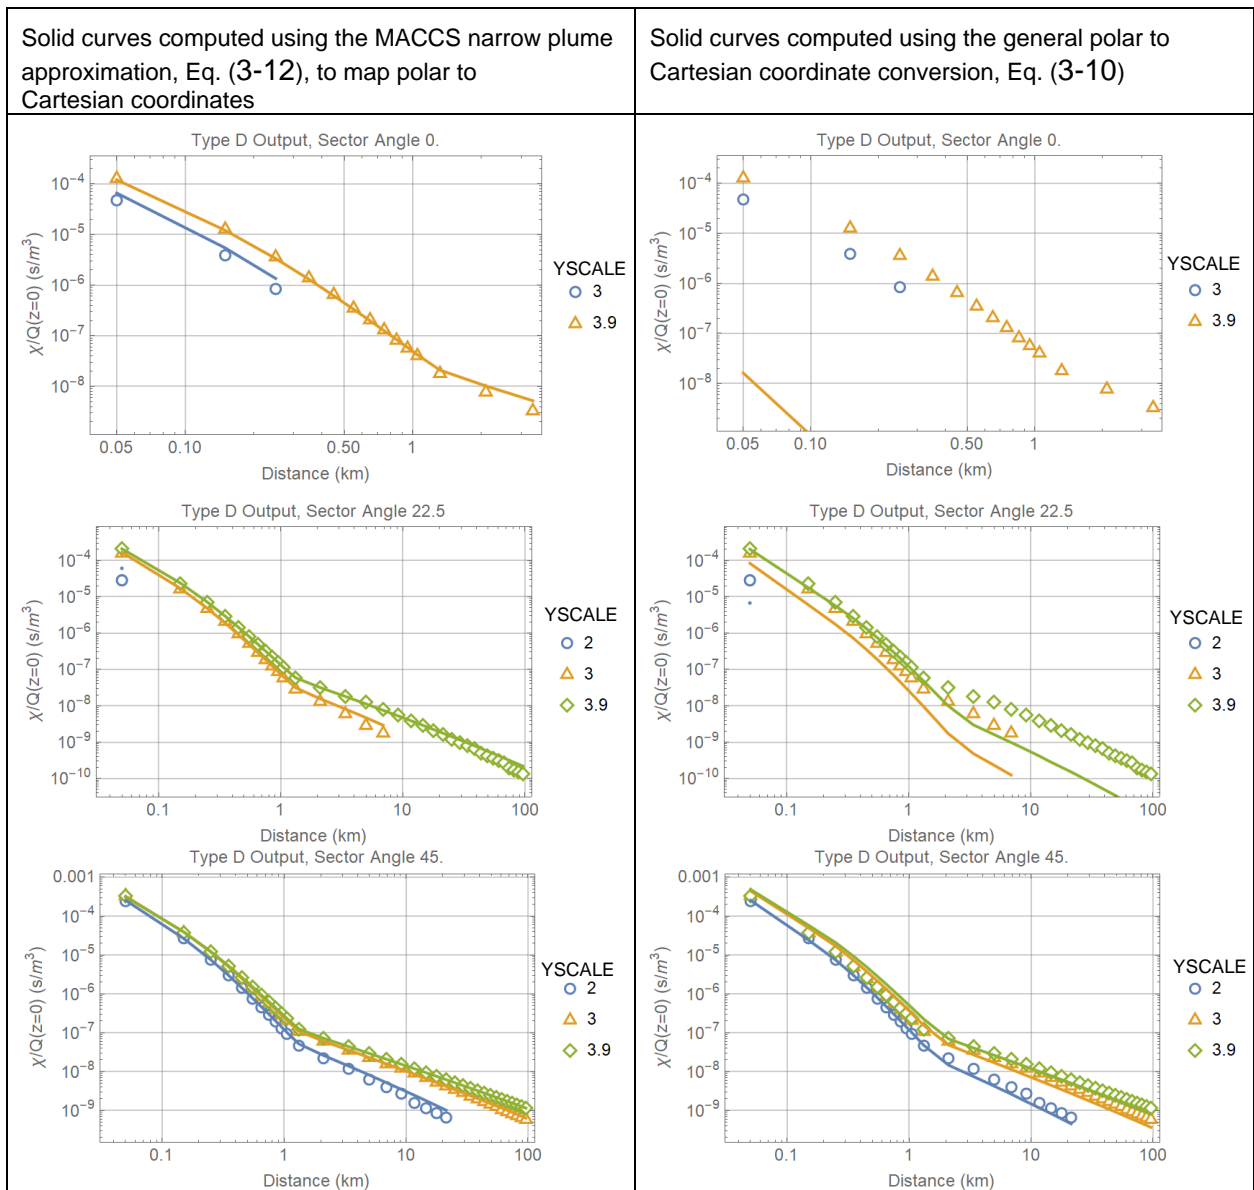 Solid curves computed using the MACCS narrow plume
approximation, Eq. (3-12), to map polar to
Cartesian coordinates
Solid curves computed using the general polar to
Cartesian coordinate conversion, Eq. (3-10)
Type D Output, Sector Angle 0.
χ/Q(z=0) (s/m³)
10⁻⁴
10⁻⁵
10⁻⁶
10⁻⁷
10⁻⁸
0.05
0.10
0.50
1
Distance (km)
YSCALE
3
3.9
Type D Output, Sector Angle 0.
χ/Q(z=0) (s/m³)
10⁻⁴
10⁻⁵
10⁻⁶
10⁻⁷
10⁻⁸
0.05
0.10
0.50
1
Distance (km)
YSCALE
3
3.9
Type D Output, Sector Angle 22.5
χ/Q(z=0) (s/m³)
10⁻⁴
10⁻⁵
10⁻⁶
10⁻⁷
10⁻⁸
10⁻⁹
10⁻¹⁰
0.1
1
10
100
Distance (km)
YSCALE
2
3
3.9
Type D Output, Sector Angle 22.5
χ/Q(z=0) (s/m³)
10⁻⁴
10⁻⁵
10⁻⁶
10⁻⁷
10⁻⁸
10⁻⁹
10⁻¹⁰
0.1
1
10
100
Distance (km)
YSCALE
2
3
3.9
Type D Output, Sector Angle 45.
χ/Q(z=0) (s/m³)
0.001
10⁻⁴
10⁻⁵
10⁻⁶
10⁻⁷
10⁻⁸
10⁻⁹
0.1
1
10
100
Distance (km)
YSCALE
2
3
3.9
Type D Output, Sector Angle 45.
χ/Q(z=0) (s/m³)
0.001
10⁻⁴
10⁻⁵
10⁻⁶
10⁻⁷
10⁻⁸
10⁻⁹
0.1
1
10
100
Distance (km)
YSCALE
2
3
3.9